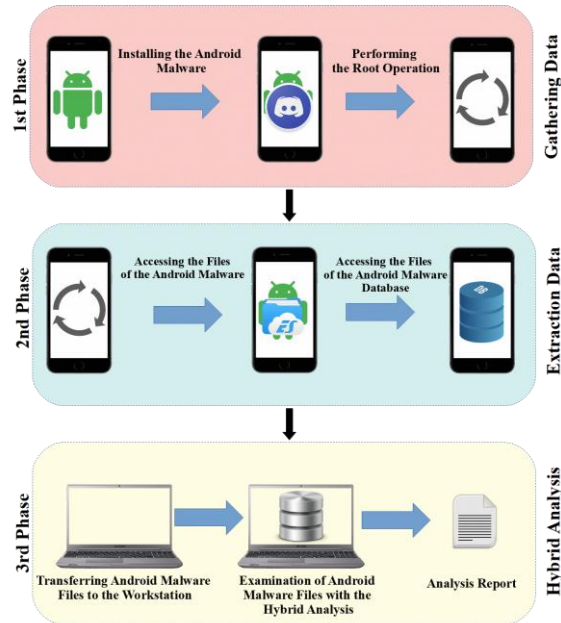 1st Phase
Installing the Android
Malware
Performing
the Root Operation
Gathering Data
2nd Phase
Accessing the Files
of the Android Malware
Accessing the Files
of the Android Malware
Database
ES
DB
Extraction Data
3rd Phase
Transferring Android Malware
Files to the Workstation
Examination of Android
Malware Files with the
Hybrid Analysis
Analysis Report
Hybrid Analysis